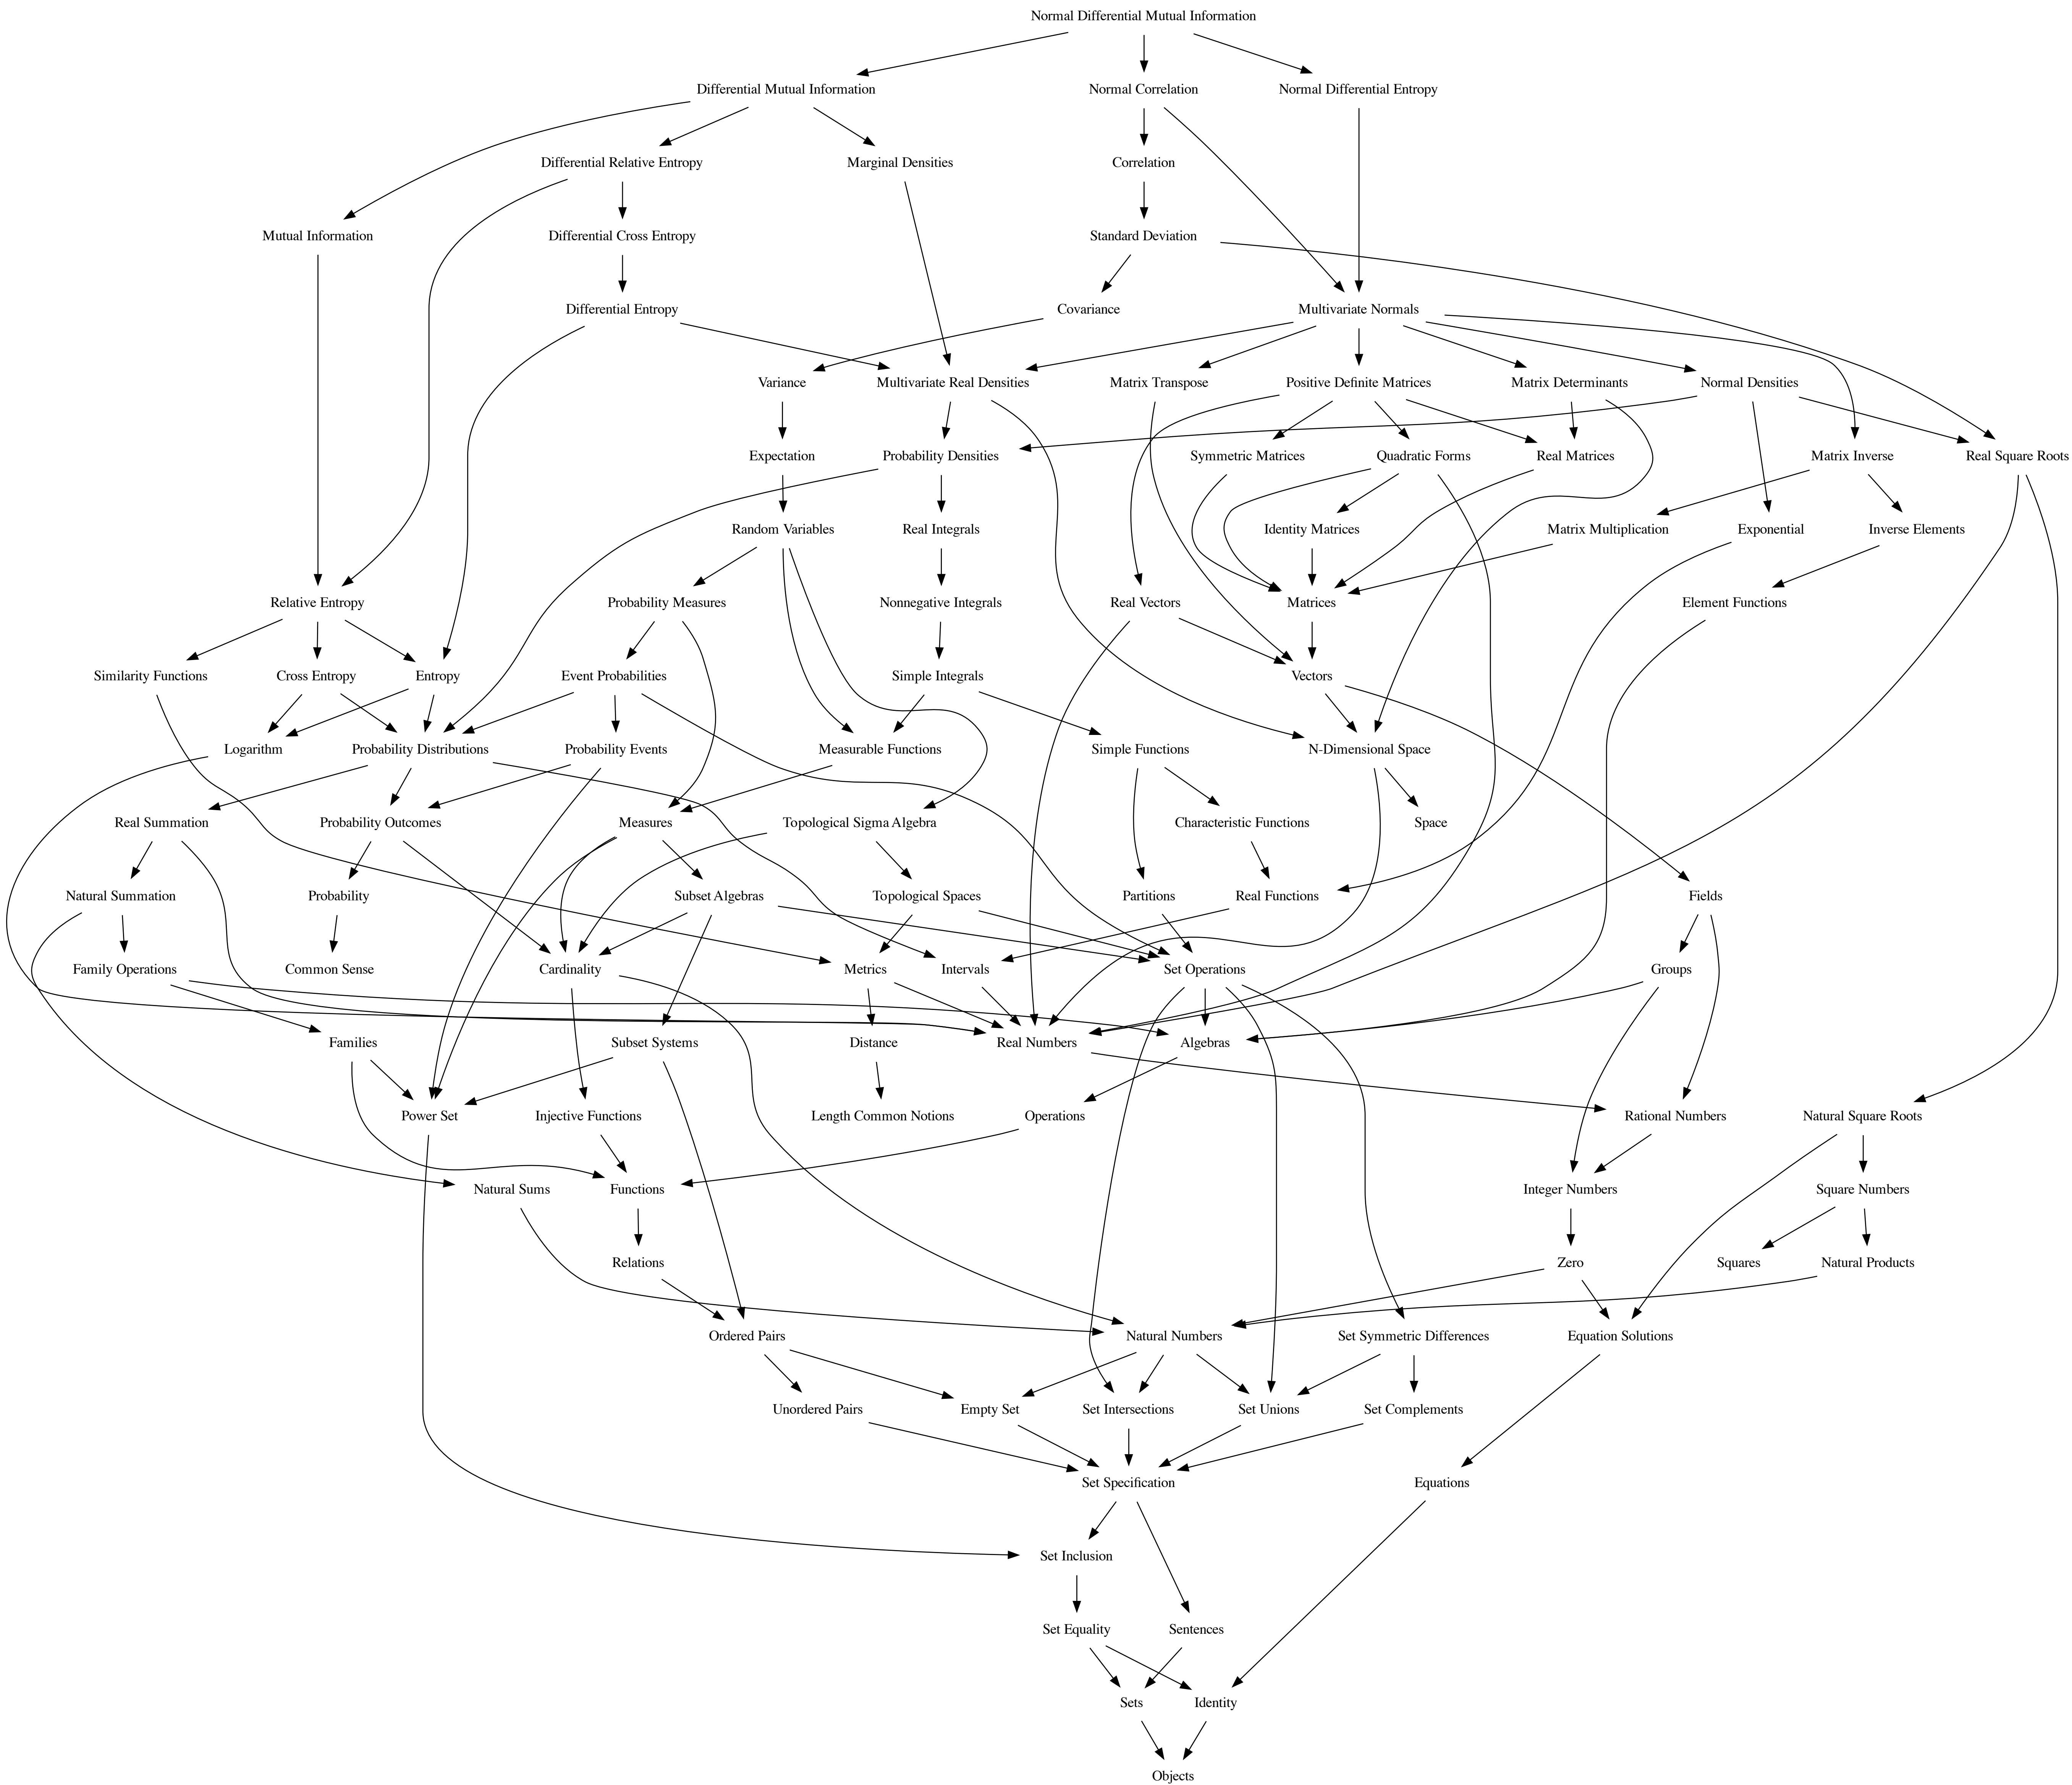 Normal Differential Mutual Information
Differential Mutual Information
Normal Correlation
Normal Differential Entropy
Differential Relative Entropy
Marginal Densities
Correlation
Mutual Information
Differential Cross Entropy
Standard Deviation
Differential Entropy
Covariance
Multivariate Normals
Variance
Multivariate Real Densities
Matrix Transpose
Positive Definite Matrices
Matrix Determinants
Normal Densities
Expectation
Probability Densities
Symmetric Matrices
Quadratic Forms
Real Matrices
Matrix Inverse
Real Square Roots
Random Variables
Real Integrals
Identity Matrices
Matrix Multiplication
Exponential
Inverse Elements
Relative Entropy
Probability Measures
Nonnegative Integrals
Real Vectors
Matrices
Element Functions
Similarity Functions
Cross Entropy
Entropy
Event Probabilities
Simple Integrals
Vectors
Logarithm
Probability Distributions
Probability Events
Measurable Functions
Simple Functions
N-Dimensional Space
Real Summation
Probability Outcomes
Measures
Topological Sigma Algebra
Characteristic Functions
Space
Natural Summation
Probability
Subset Algebras
Topological Spaces
Partitions
Real Functions
Fields
Family Operations
Common Sense
Cardinality
Metrics
Intervals
Set Operations
Groups
Families
Subset Systems
Distance
Real Numbers
Algebras
Power Set
Injective Functions
Length Common Notions
Operations
Rational Numbers
Natural Square Roots
Natural Sums
Functions
Integer Numbers
Square Numbers
Relations
Zero
Squares
Natural Products
Ordered Pairs
Natural Numbers
Set Symmetric Differences
Equation Solutions
Unordered Pairs
Empty Set
Set Intersections
Set Unions
Set Complements
Set Specification
Equations
Set Inclusion
Set Equality
Sentences
Sets
Identity
Objects